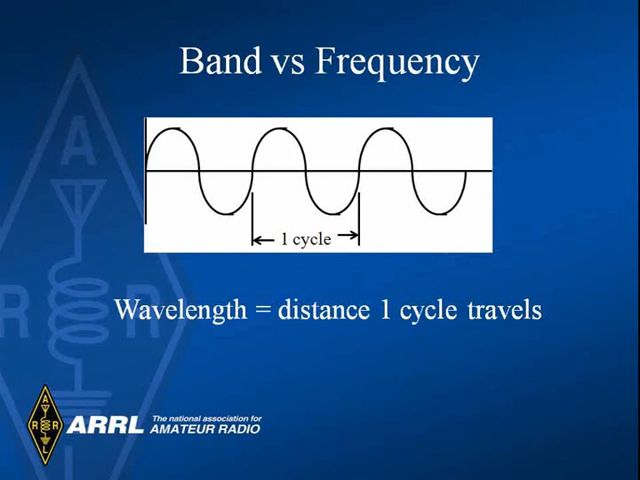 Band vs Frequency
1 cycle
Wavelength = distance 1 cycle travels
A
R R
L
A
R R
L
ARRL The national association for
AMATEUR RADIO